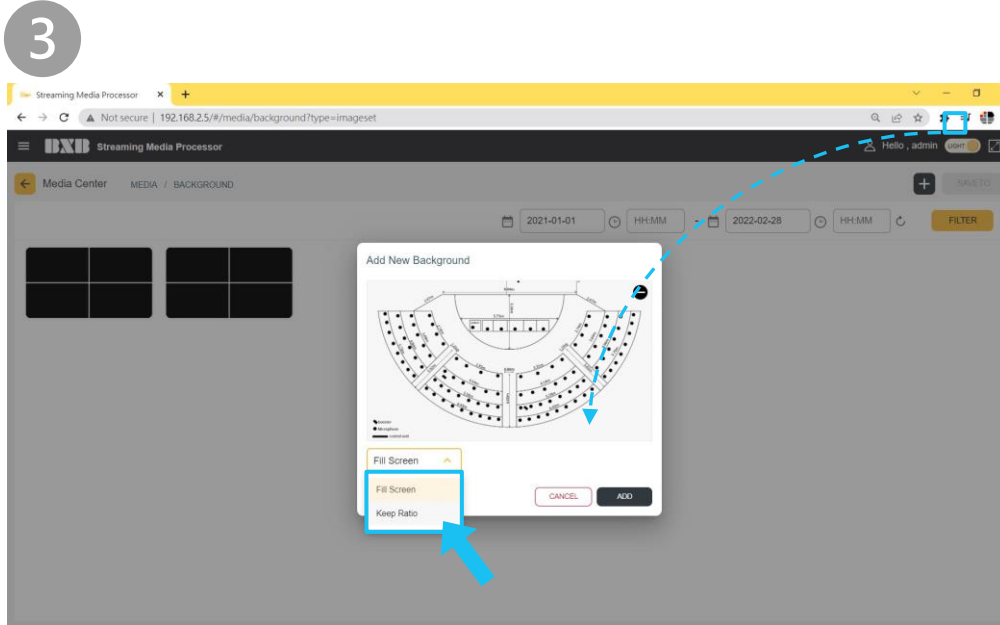 3
Streaming Media Processor
Not secure | 192.168.2.5/#/media/background?type=imageset
BXB Streaming Media Processor
Hello , admin
LIGHT
Media Center MEDIA / BACKGROUND
SAVE TO
2021-01-01 HH:MM - 2022-02-28 HH:MM FILTER
Add New Background
Fill Screen
Fill Screen
Keep Ratio
CANCEL ADD